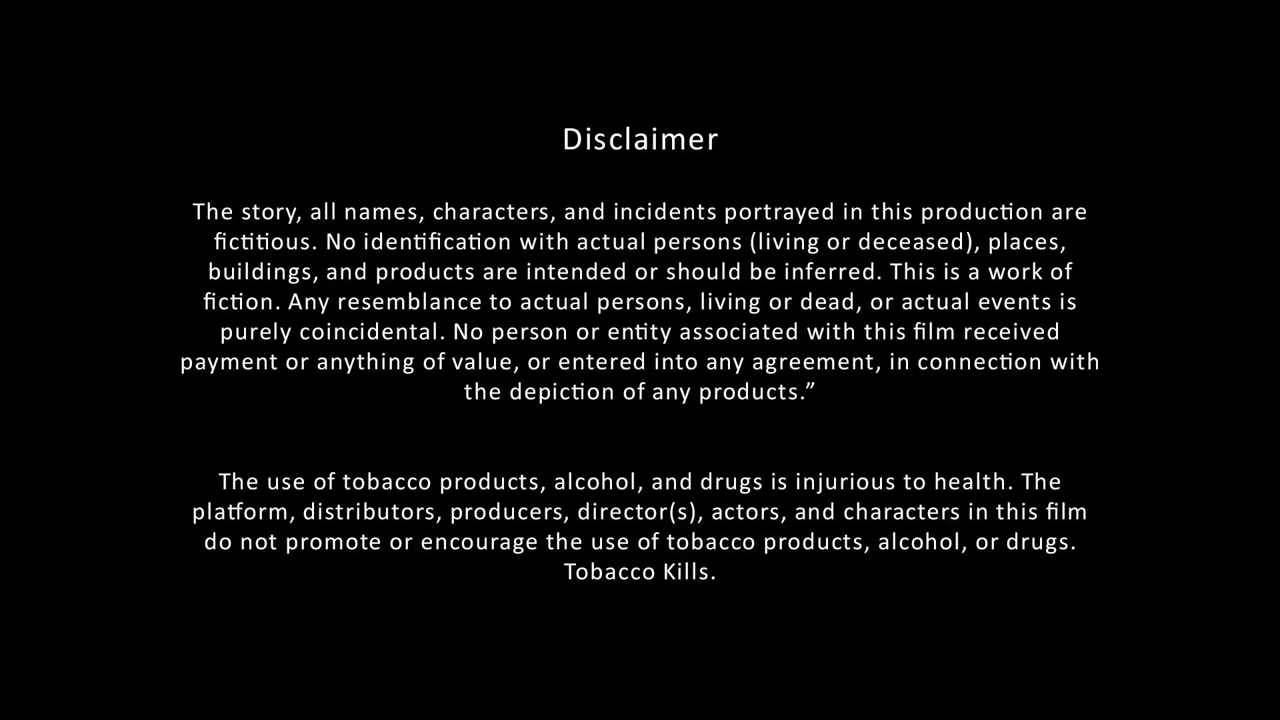 Disclaimer
The story, all names, characters, and incidents portrayed in this production are
fictitious. No identification with actual persons (living or deceased), places,
buildings, and products are intended or should be inferred. This is a work of
fiction. Any resemblance to actual persons, living or dead, or actual events is
purely coincidental. No person or entity associated with this film received
payment or anything of value, or entered into any agreement, in connection with
the depiction of any products.”
The use of tobacco products, alcohol, and drugs is injurious to health. The
platform, distributors, producers, director(s), actors, and characters in this film
do not promote or encourage the use of tobacco products, alcohol, or drugs.
Tobacco Kills.